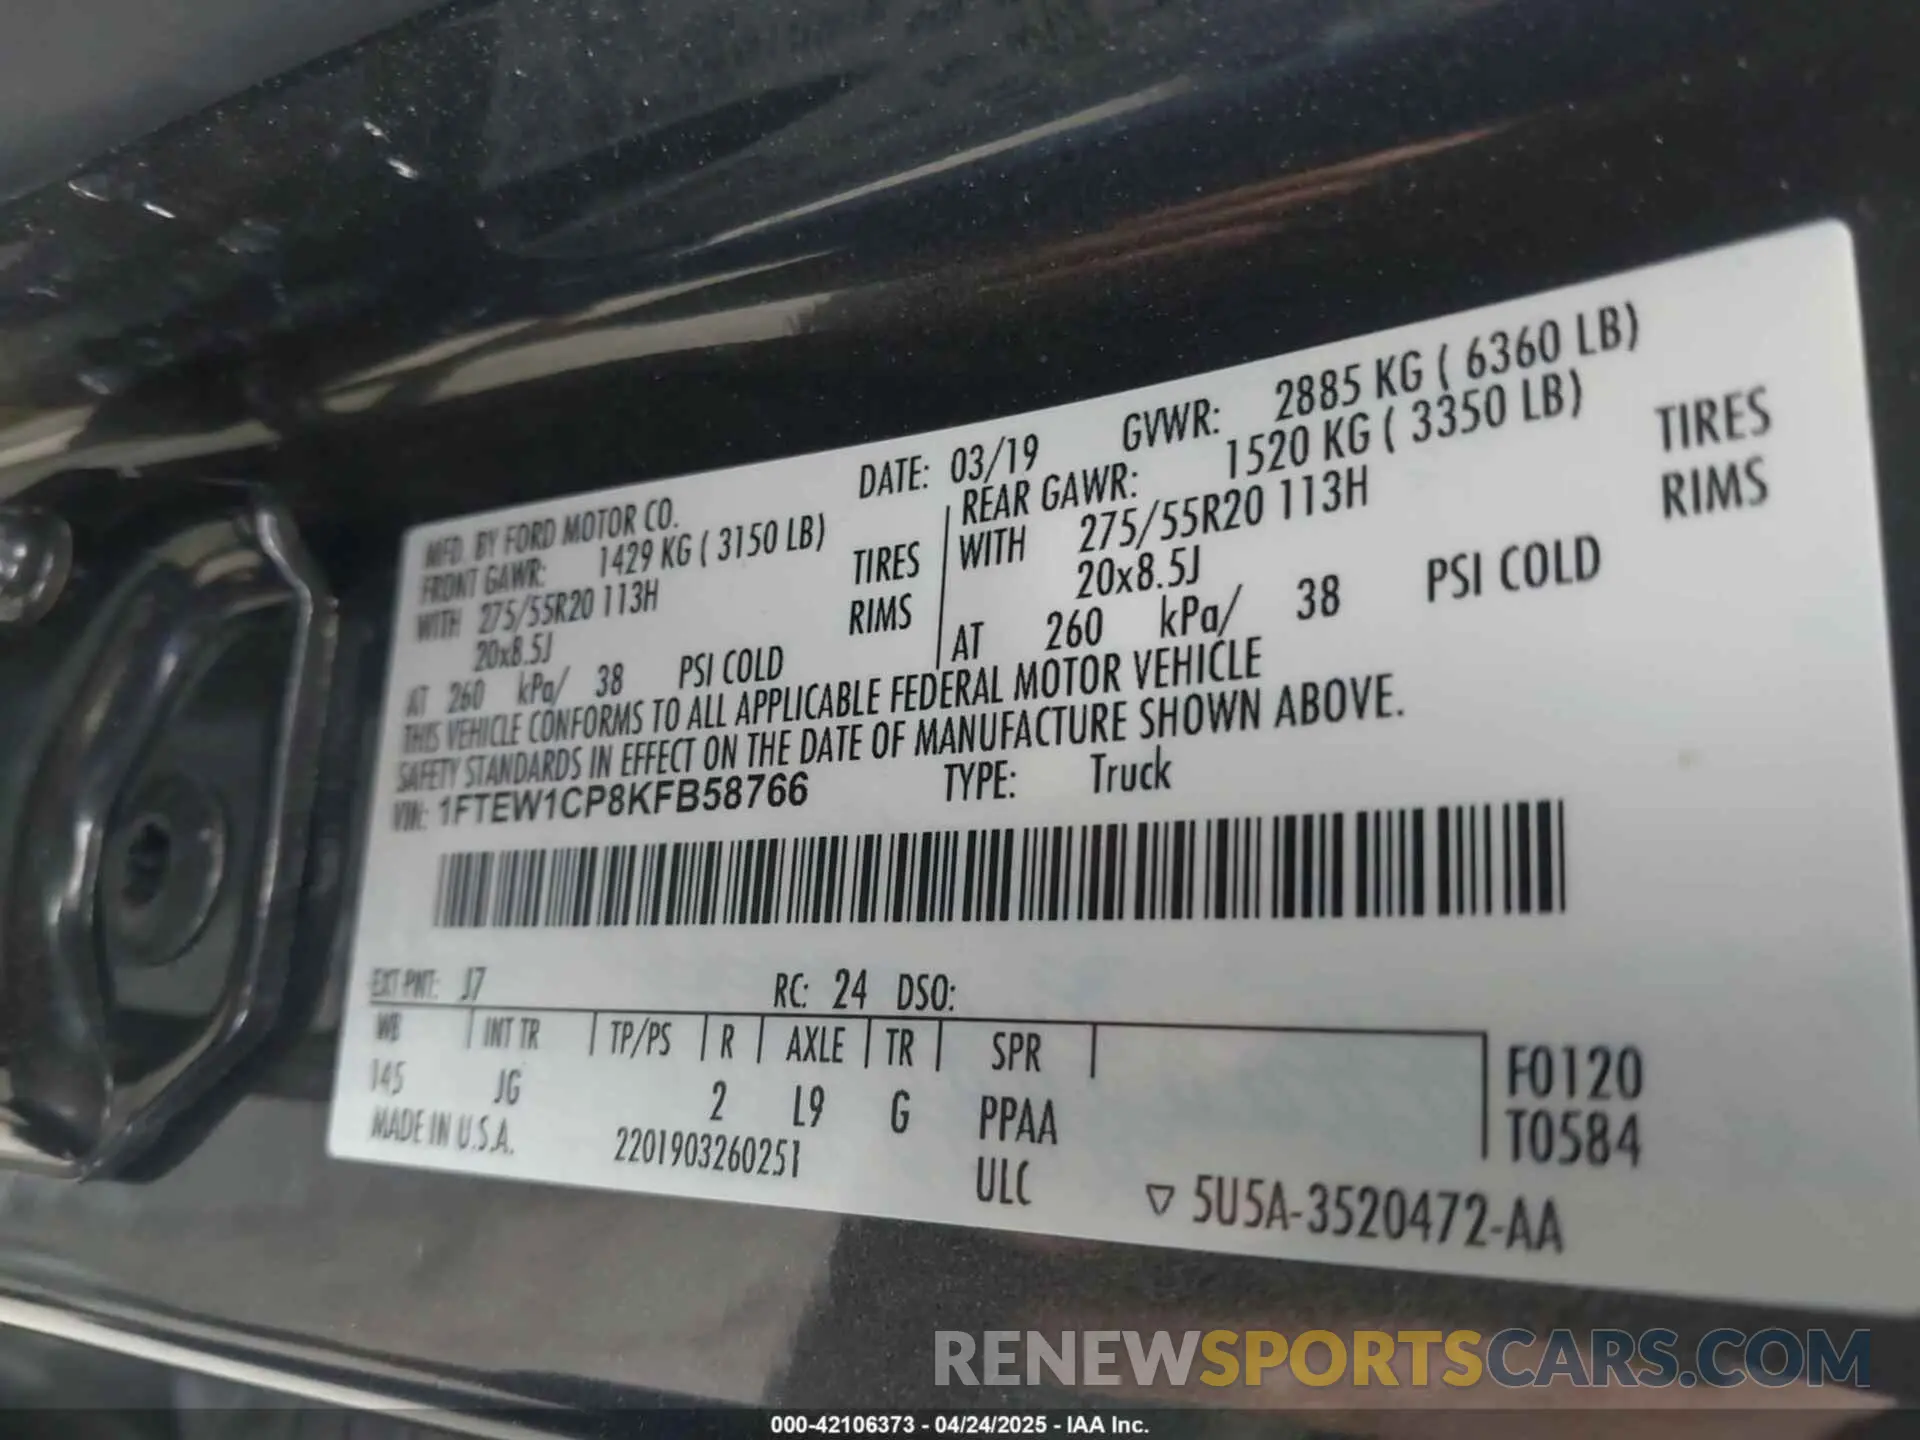 MFD. BY FORD MOTOR CO. DATE: 03/19 GVWR: 2885 KG ( 6360 LB)
FRONT GAWR: 1429 KG ( 3150 LB) REAR GAWR: 1520 KG ( 3350 LB)
WITH 275/55R20 113H TIRES WITH 275/55R20 113H TIRES
20x8.5J RIMS 20x8.5J RIMS
AT 260 kPa/ 38 PSI COLD AT 260 kPa/ 38 PSI COLD
THIS VEHICLE CONFORMS TO ALL APPLICABLE FEDERAL MOTOR VEHICLE
SAFETY STANDARDS IN EFFECT ON THE DATE OF MANUFACTURE SHOWN ABOVE.
VIN: 1FTEW1CP8KFB58766 TYPE: Truck
EXT PNT: J7 RC: 24 DSO:
WB INT TR TP/PS R AXLE TR SPR F0120
145 JG 2 L9 G PPAA T0584
MADE IN U.S.A. 2201903260251 ULC ▽ 5U5A-3520472-AA
RENEWSPORTSCARS.COM
000-42106373 - 04/24/2025 - IAA Inc.